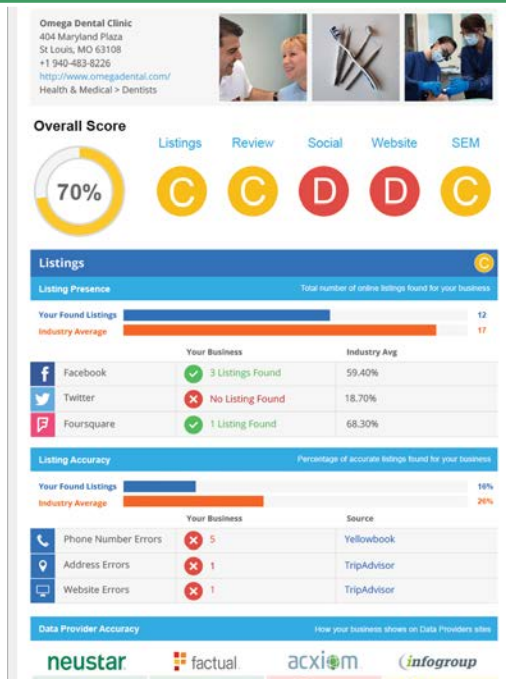 Omega Dental Clinic
404 Maryland Plaza
St Louis, MO 63108
+1 940-483-8226
http://www.omegadental.com/
Health & Medical > Dentists
Overall Score
Listings Review Social Website SEM
70% C C D D C
Listings C
Listing Presence Total number of online listings found for your business
Your Found Listings 12
Industry Average 17
Your Business Industry Avg
Facebook 3 Listings Found 59.40%
Twitter No Listing Found 18.70%
Foursquare 1 Listing Found 68.30%
Listing Accuracy Percentage of accurate listings found for your business
Your Found Listings 16%
Industry Average 26%
Your Business Source
Phone Number Errors 5 Yellowbook
Address Errors 1 TripAdvisor
Website Errors 1 TripAdvisor
Data Provider Accuracy How your business shows on Data Providers sites
neustar factual. acxiom infogroup